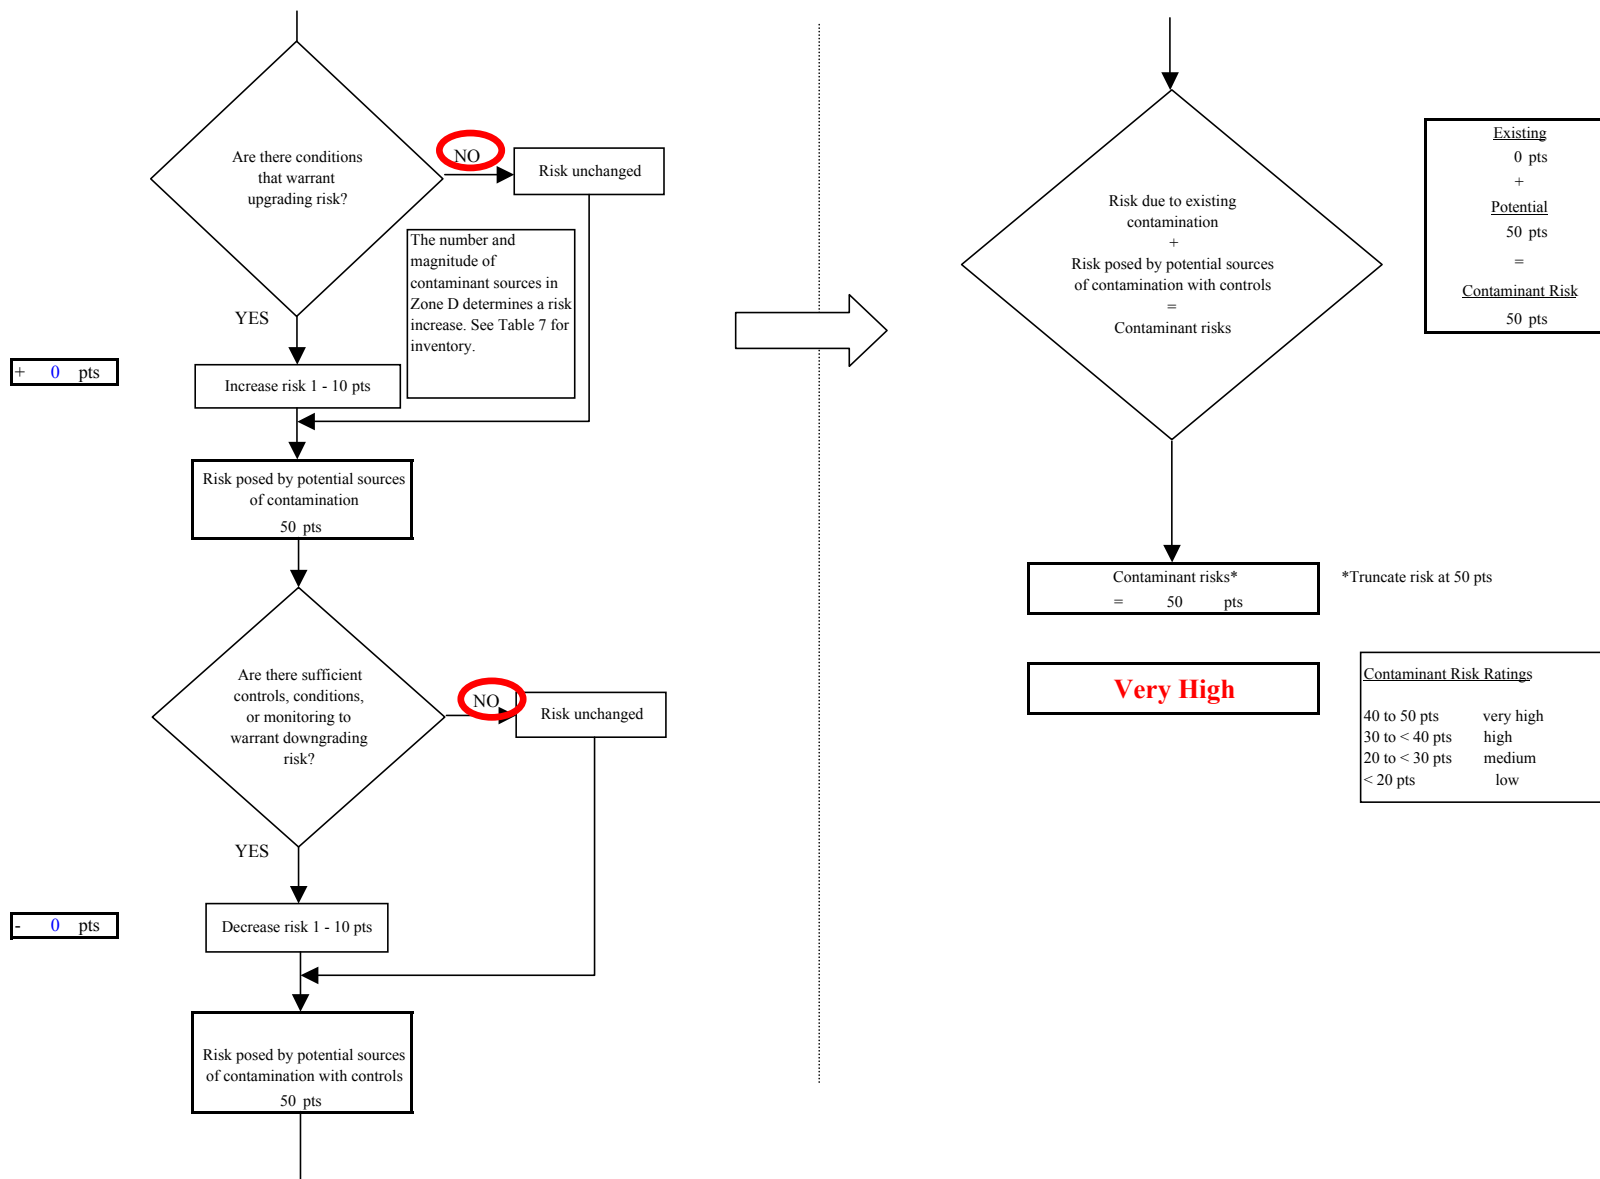 Are there conditions
that warrant
upgrading risk?
NO
Risk unchanged
The number and
magnitude of
contaminant sources in
Zone D determines a risk
increase. See Table 7 for
inventory.
YES
+ 0 pts
Increase risk 1 - 10 pts
Risk posed by potential sources
of contamination
50 pts
Are there sufficient
controls, conditions,
or monitoring to
warrant downgrading
risk?
NO
Risk unchanged
YES
- 0 pts
Decrease risk 1 - 10 pts
Risk posed by potential sources
of contamination with controls
50 pts
Risk due to existing
contamination
+
Risk posed by potential sources
of contamination with controls
=
Contaminant risks
Existing
0 pts
+
Potential
50 pts
=
Contaminant Risk
50 pts
Contaminant risks*
= 50 pts
*Truncate risk at 50 pts
Very High
Contaminant Risk Ratings
40 to 50 pts very high
30 to < 40 pts high
20 to < 30 pts medium
< 20 pts low